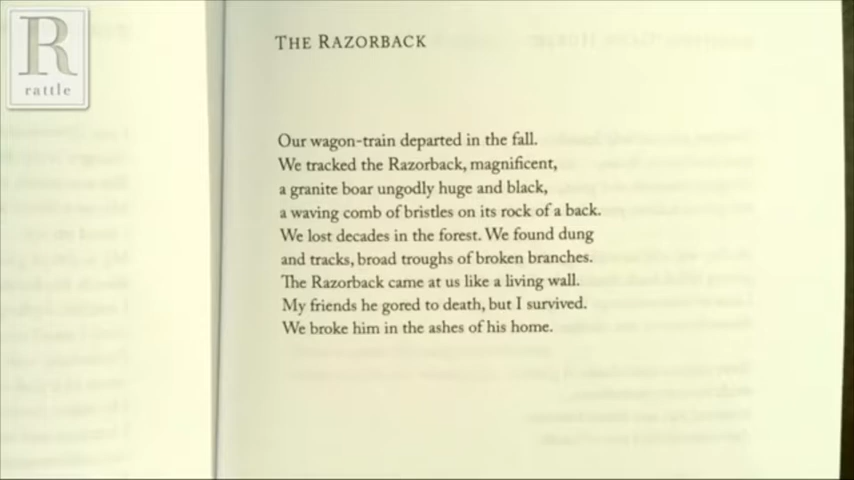 R
rattle
THE RAZORBACK
Our wagon-train departed in the fall.
We tracked the Razorback, magnificent,
a granite boar ungodly huge and black,
a waving comb of bristles on its rock of a back.
We lost decades in the forest. We found dung
and tracks, broad troughs of broken branches.
The Razorback came at us like a living wall.
My friends he gored to death, but I survived.
We broke him in the ashes of his home.